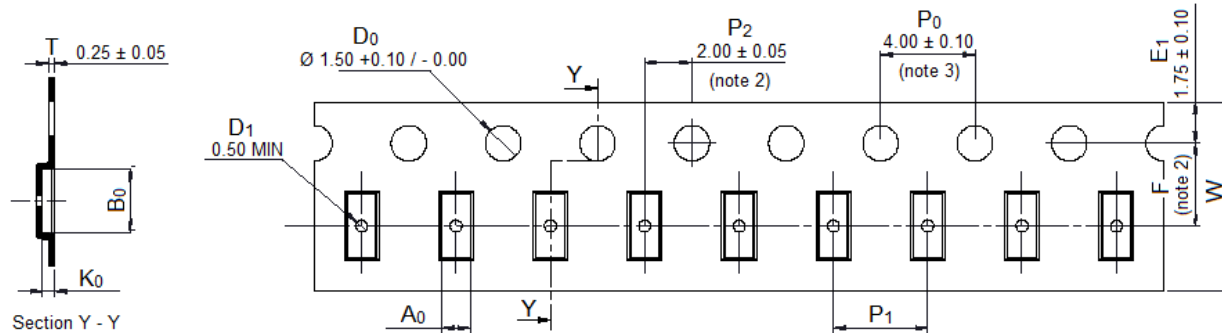 T
0.25 ± 0.05
B0
K0
Section Y - Y
D0
Ø 1.50 +0.10 / - 0.00
D1
0.50 MIN
Y
P2
2.00 ± 0.05
(note 2)
P0
4.00 ± 0.10
(note 3)
E1
1.75 ± 0.10
F
(note 2)
W
A0
Y
P1